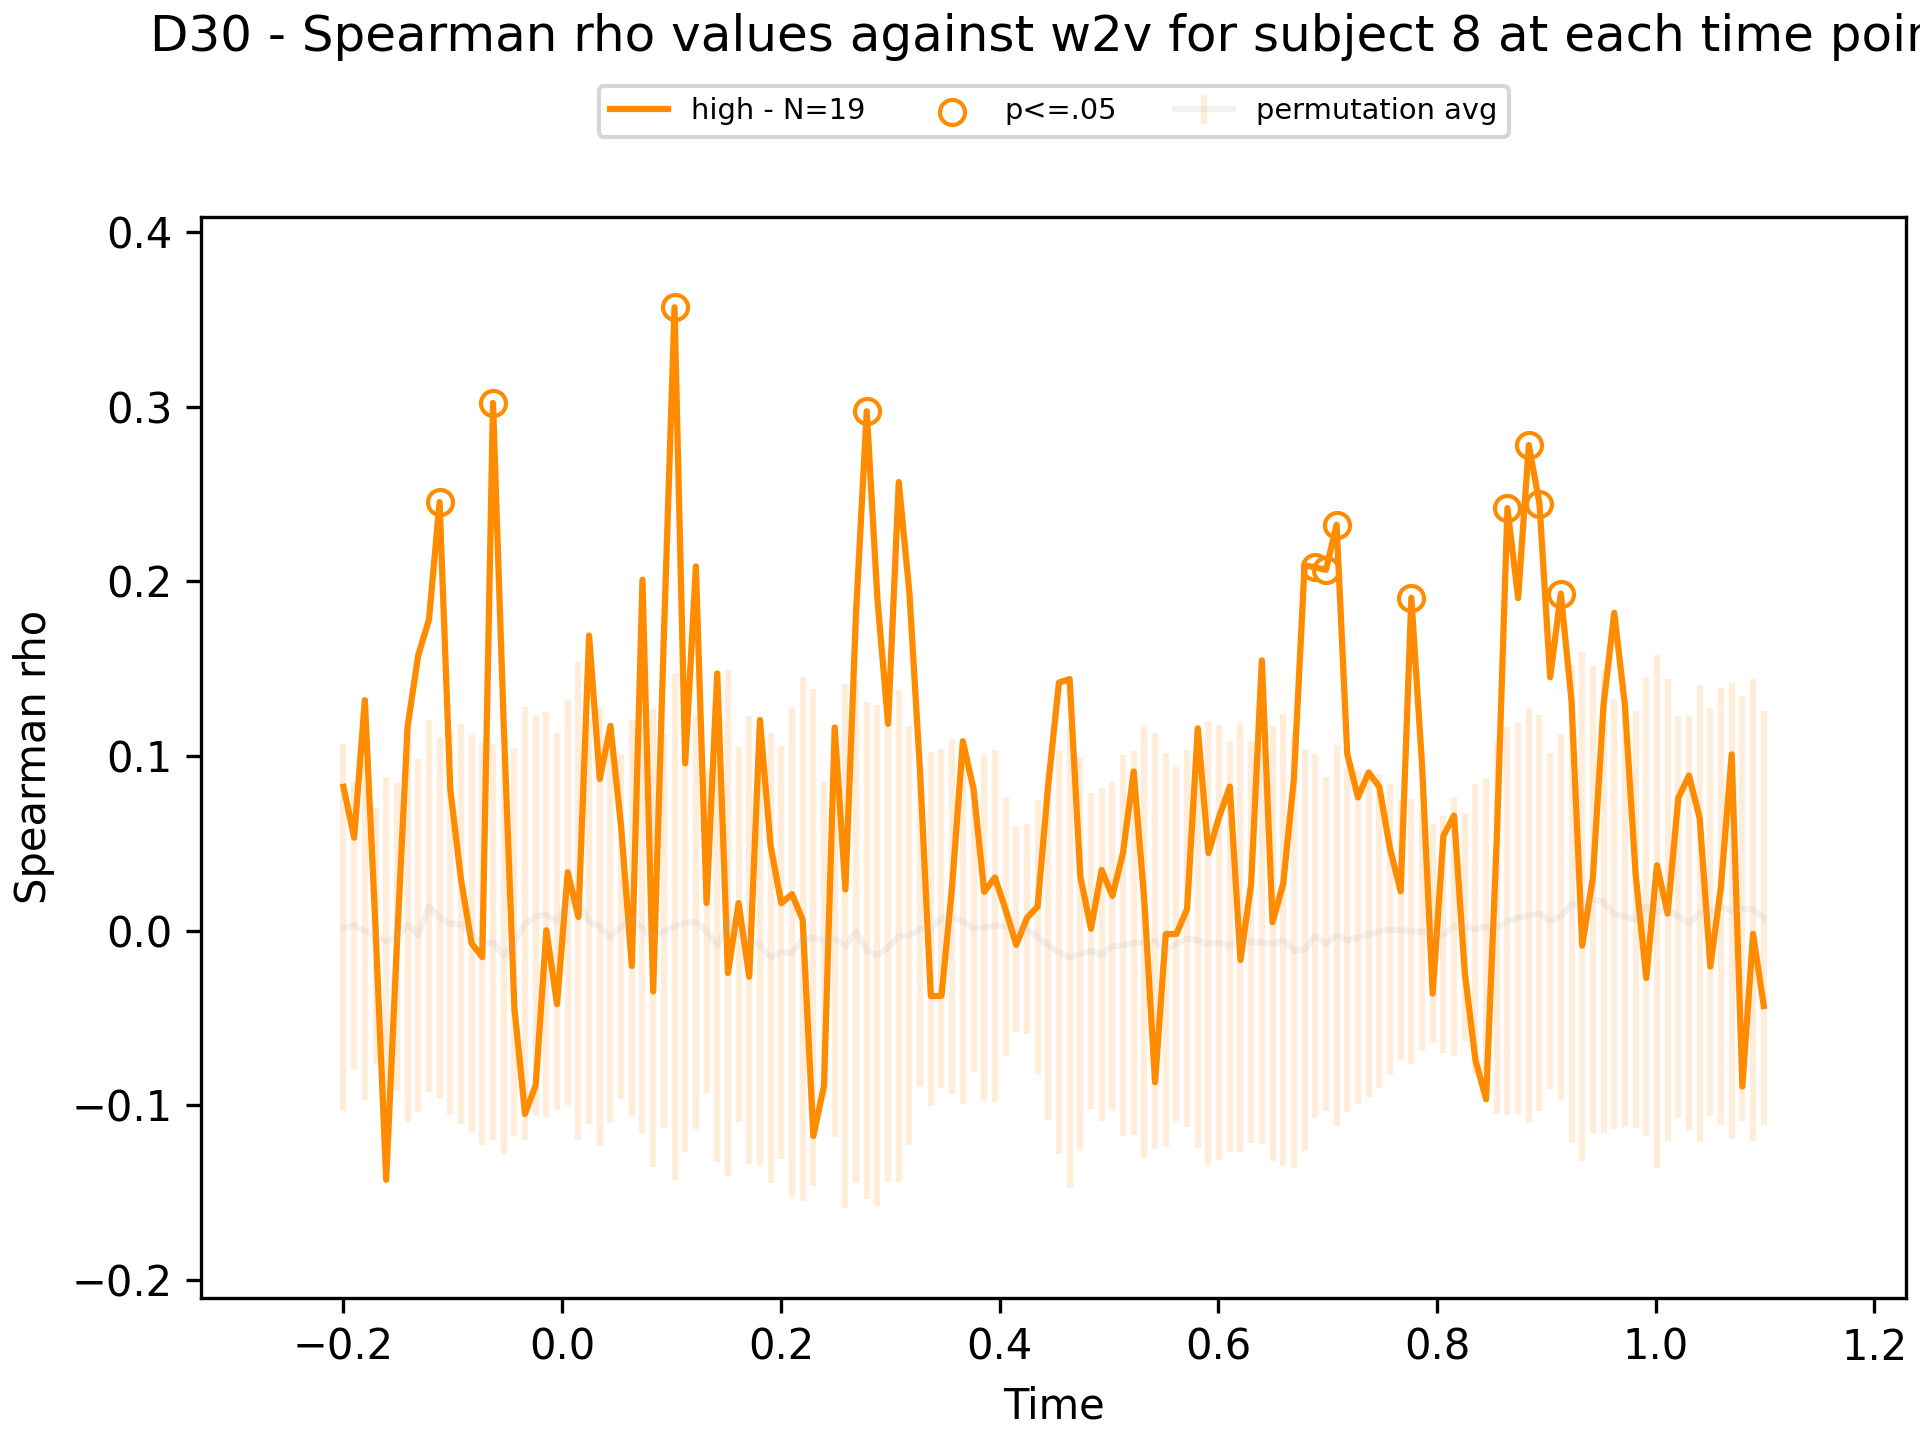 D30 - Spearman rho values against w2v for subject 8 at each time
high - N=19 p<=.05 permutation avg
0.4
0.3
0.2
0.1
0.0
−0.1
−0.2
Spearman rho
−0.2 0.0 0.2 0.4 0.6 0.8 1.0 1.2
Time